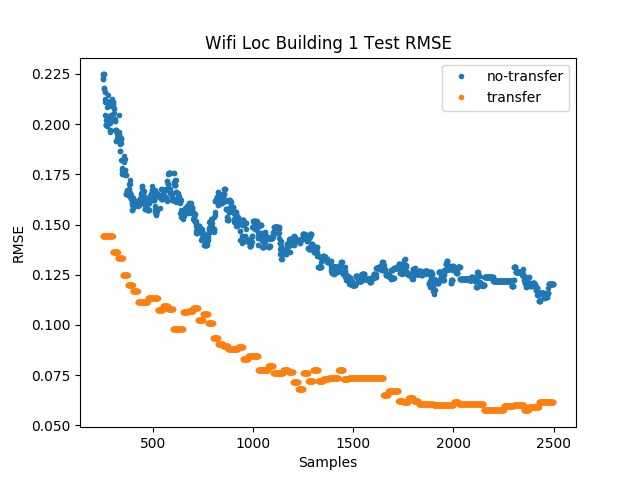 Wifi Loc Building 1 Test RMSE
no-transfer
transfer
RMSE
0.225
0.200
0.175
0.150
0.125
0.100
0.075
0.050
500 1000 1500 2000 2500
Samples